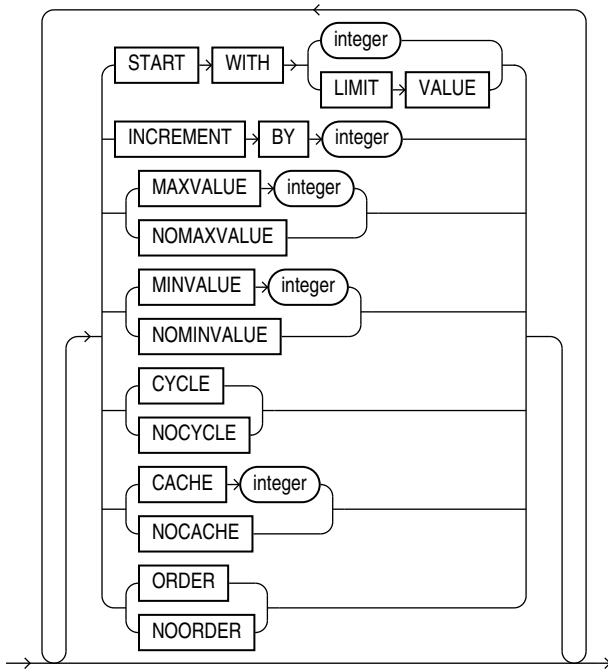 START WITH integer
LIMIT VALUE
INCREMENT BY integer
MAXVALUE integer
NOMAXVALUE
MINVALUE integer
NOMINVALUE
CYCLE
NOCYCLE
CACHE integer
NOCACHE
ORDER
NOORDER